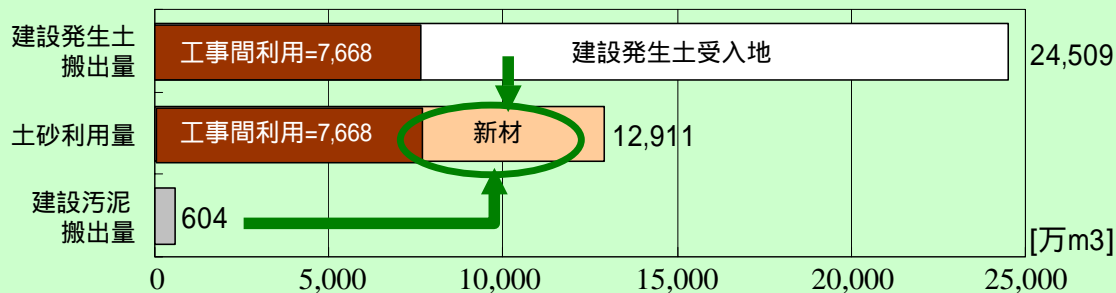 建設発生土
搬出量
工事間利用=7,668
建設発生土受入地
24,509
土砂利用量
工事間利用=7,668
新材
12,911
建設汚泥
搬出量
604
[万m3]
0
5,000
10,000
15,000
20,000
25,000